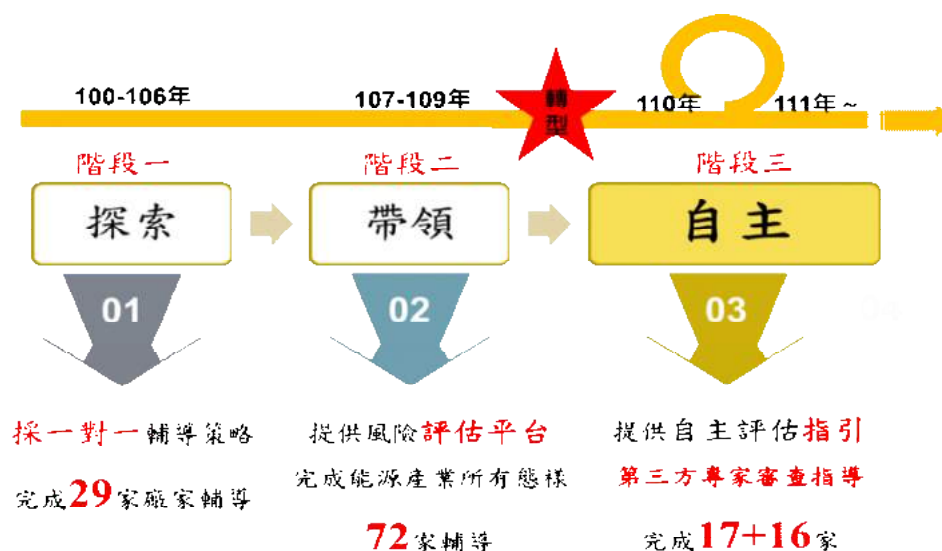 100-106年
107-109年
轉型
110年
111年~
階段一
階段二
階段三
探索
帶領
自主
01
02
03
採一對一輔導策略
完成29家廠家輔導
提供風險評估平台
完成能源產業所有態樣
72家輔導
提供自主評估指引
第三方專家審查指導
完成17+16家